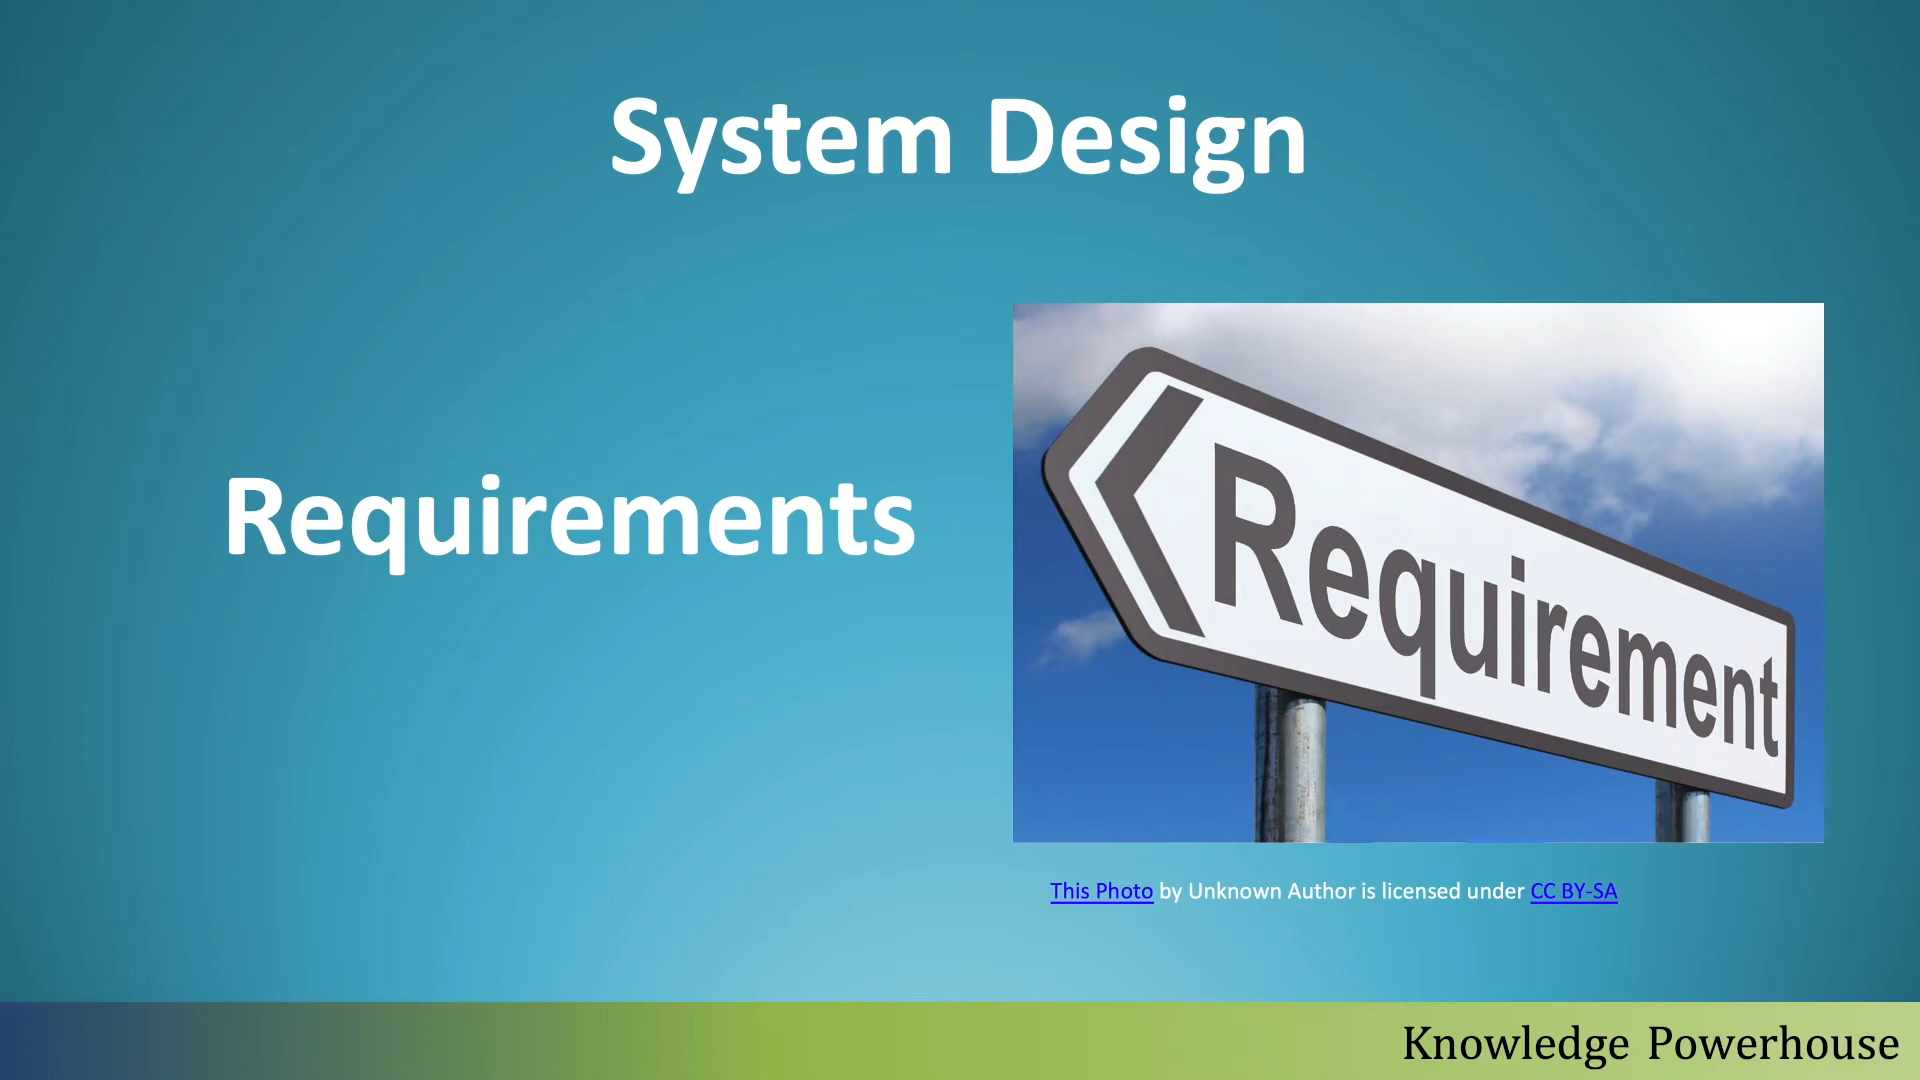 System Design
Requirements
Requirement
This Photo by Unknown Author is licensed under CC BY-SA
Knowledge Powerhouse